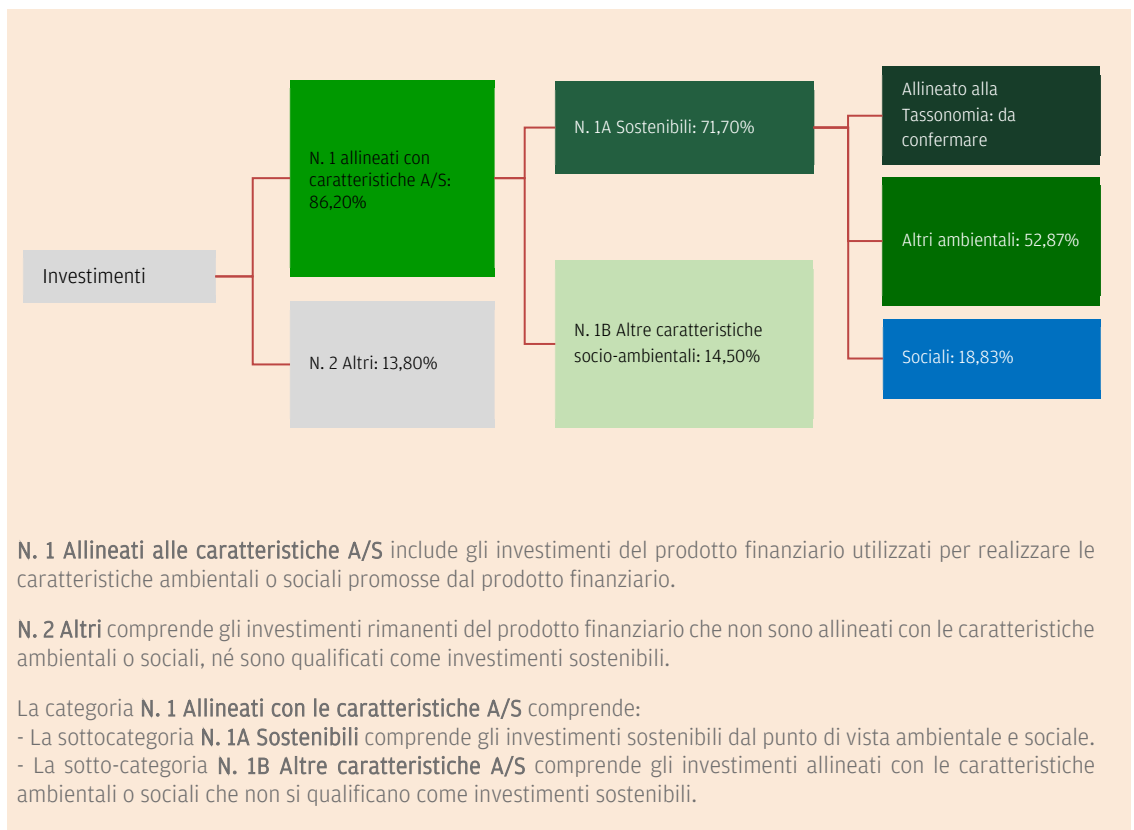 Investimenti
N. 1 allineati con
caratteristiche A/S:
86,20%
N. 2 Altri: 13,80%
N. 1A Sostenibili: 71,70%
N. 1B Altre caratteristiche
socio-ambientali: 14,50%
Allineato alla
Tassonomia: da
confermare
Altri ambientali: 52,87%
Sociali: 18,83%
N. 1 Allineati alle caratteristiche A/S include gli investimenti del prodotto finanziario utilizzati per realizzare le
caratteristiche ambientali o sociali promosse dal prodotto finanziario.
N. 2 Altri comprende gli investimenti rimanenti del prodotto finanziario che non sono allineati con le caratteristiche
ambientali o sociali, né sono qualificati come investimenti sostenibili.
La categoria N. 1 Allineati con le caratteristiche A/S comprende:
- La sottocategoria N. 1A Sostenibili comprende gli investimenti sostenibili dal punto di vista ambientale e sociale.
- La sotto-categoria N. 1B Altre caratteristiche A/S comprende gli investimenti allineati con le caratteristiche
ambientali o sociali che non si qualificano come investimenti sostenibili.